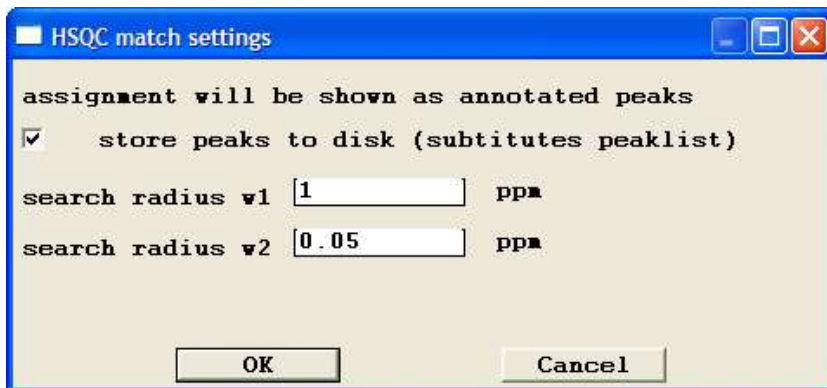 HSQC match settings
assignment will be shown as annotated peaks
store peaks to disk (subtitutes peaklist)
search radius w1 1 ppm
search radius w2 0.05 ppm
OK Cancel